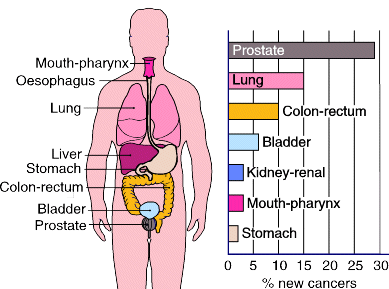 Mouth-pharynx
Oesophagus
Lung
Liver
Stomach
Colon-rectum
Bladder
Prostate
Prostate
Lung
Colon-rectum
Bladder
Kidney-renal
Mouth-pharynx
Stomach
0 5 10 15 20 25 30
% new cancers